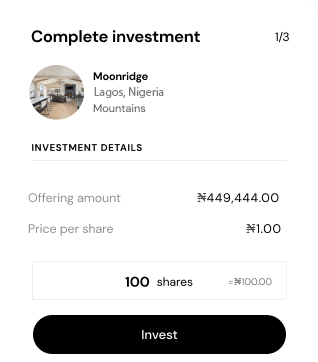 Complete investment
1/3
Moonridge
Lagos, Nigeria
Mountains
INVESTMENT DETAILS
Offering amount ₦449,444.00
Price per share ₦1.00
100 shares =₦100.00
Invest